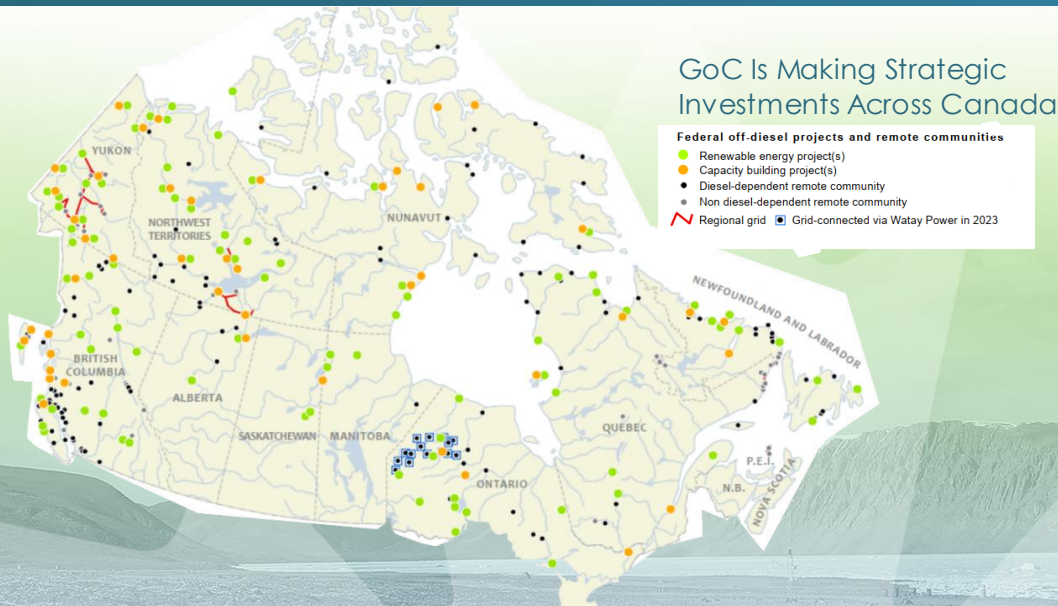 GoC Is Making Strategic
Investments Across Canada
Federal off-diesel projects and remote communities
Renewable energy project(s)
Capacity building project(s)
Diesel-dependent remote community
Non diesel-dependent remote community
Regional grid Grid-connected via Watay Power in 2023
YUKON
NORTHWEST
TERRITORIES
NUNAVUT
NEWFOUNDLAND AND LABRADOR
BRITISH
COLUMBIA
ALBERTA
SASKATCHEWAN
MANITOBA
ONTARIO
QUÉBEC
P.E.I.
N.B.
NOVA SCOTIA